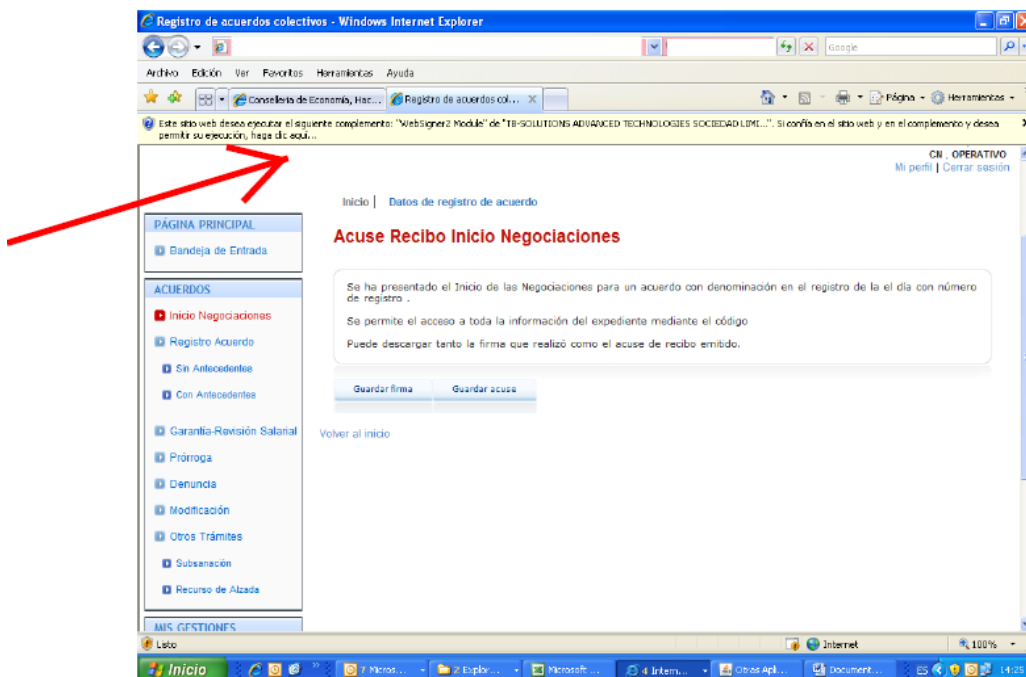 Registro de acuerdos colectivos - Windows Internet Explorer
Google
Archivo Edición Ver Favoritos Herramientas Ayuda
Conselleria de Economía, Hac... Registro de acuerdos col... Página Herramientas
Este sitio web desea ejecutar el siguiente complemento: "WebSigner2 Module" de "TB-SOLUTIONS ADVANCED TECHNOLOGIES SOCIEDAD LIMI...". Si confía en el sitio web y en el complemento y desea
permitir su ejecución, haga clic aquí...
CN , OPERATIVO
Mi perfil | Cerrar sesión
Inicio | Datos de registro de acuerdo
PÁGINA PRINCIPAL
Bandeja de Entrada
Acuse Recibo Inicio Negociaciones
ACUERDOS
Inicio Negociaciones
Registro Acuerdo
Sin Antecedentes
Con Antecedentes
Garantía-Revisión Salarial
Prórroga
Denuncia
Modificación
Otros Trámites
Subsanación
Recurso de Alzada
MIS GESTIONES
Se ha presentado el Inicio de las Negociaciones para un acuerdo con denominación en el registro de la el día con número
de registro .
Se permite el acceso a toda la información del expediente mediante el código
Puede descargar tanto la firma que realizó como el acuse de recibo emitido.
Guardar firma Guardar acuse
Volver al inicio
Listo Internet 100%
Inicio 7 Micros... 2 Explor... Microsoft ... 4 Intern... Otras Apl... Document... ES 14:25